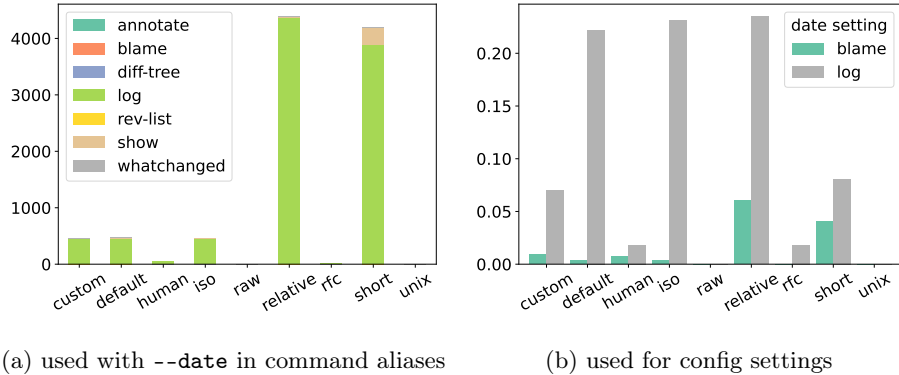 4000
3000
2000
1000
0
annotate
blame
diff-tree
log
rev-list
show
whatchanged
custom
default
human
iso
raw
relative
rfc
short
unix
(a) used with --date in command aliases
0.20
0.15
0.10
0.05
0.00
date setting
blame
log
custom
default
human
iso
raw
relative
rfc
short
unix
(b) used for config settings